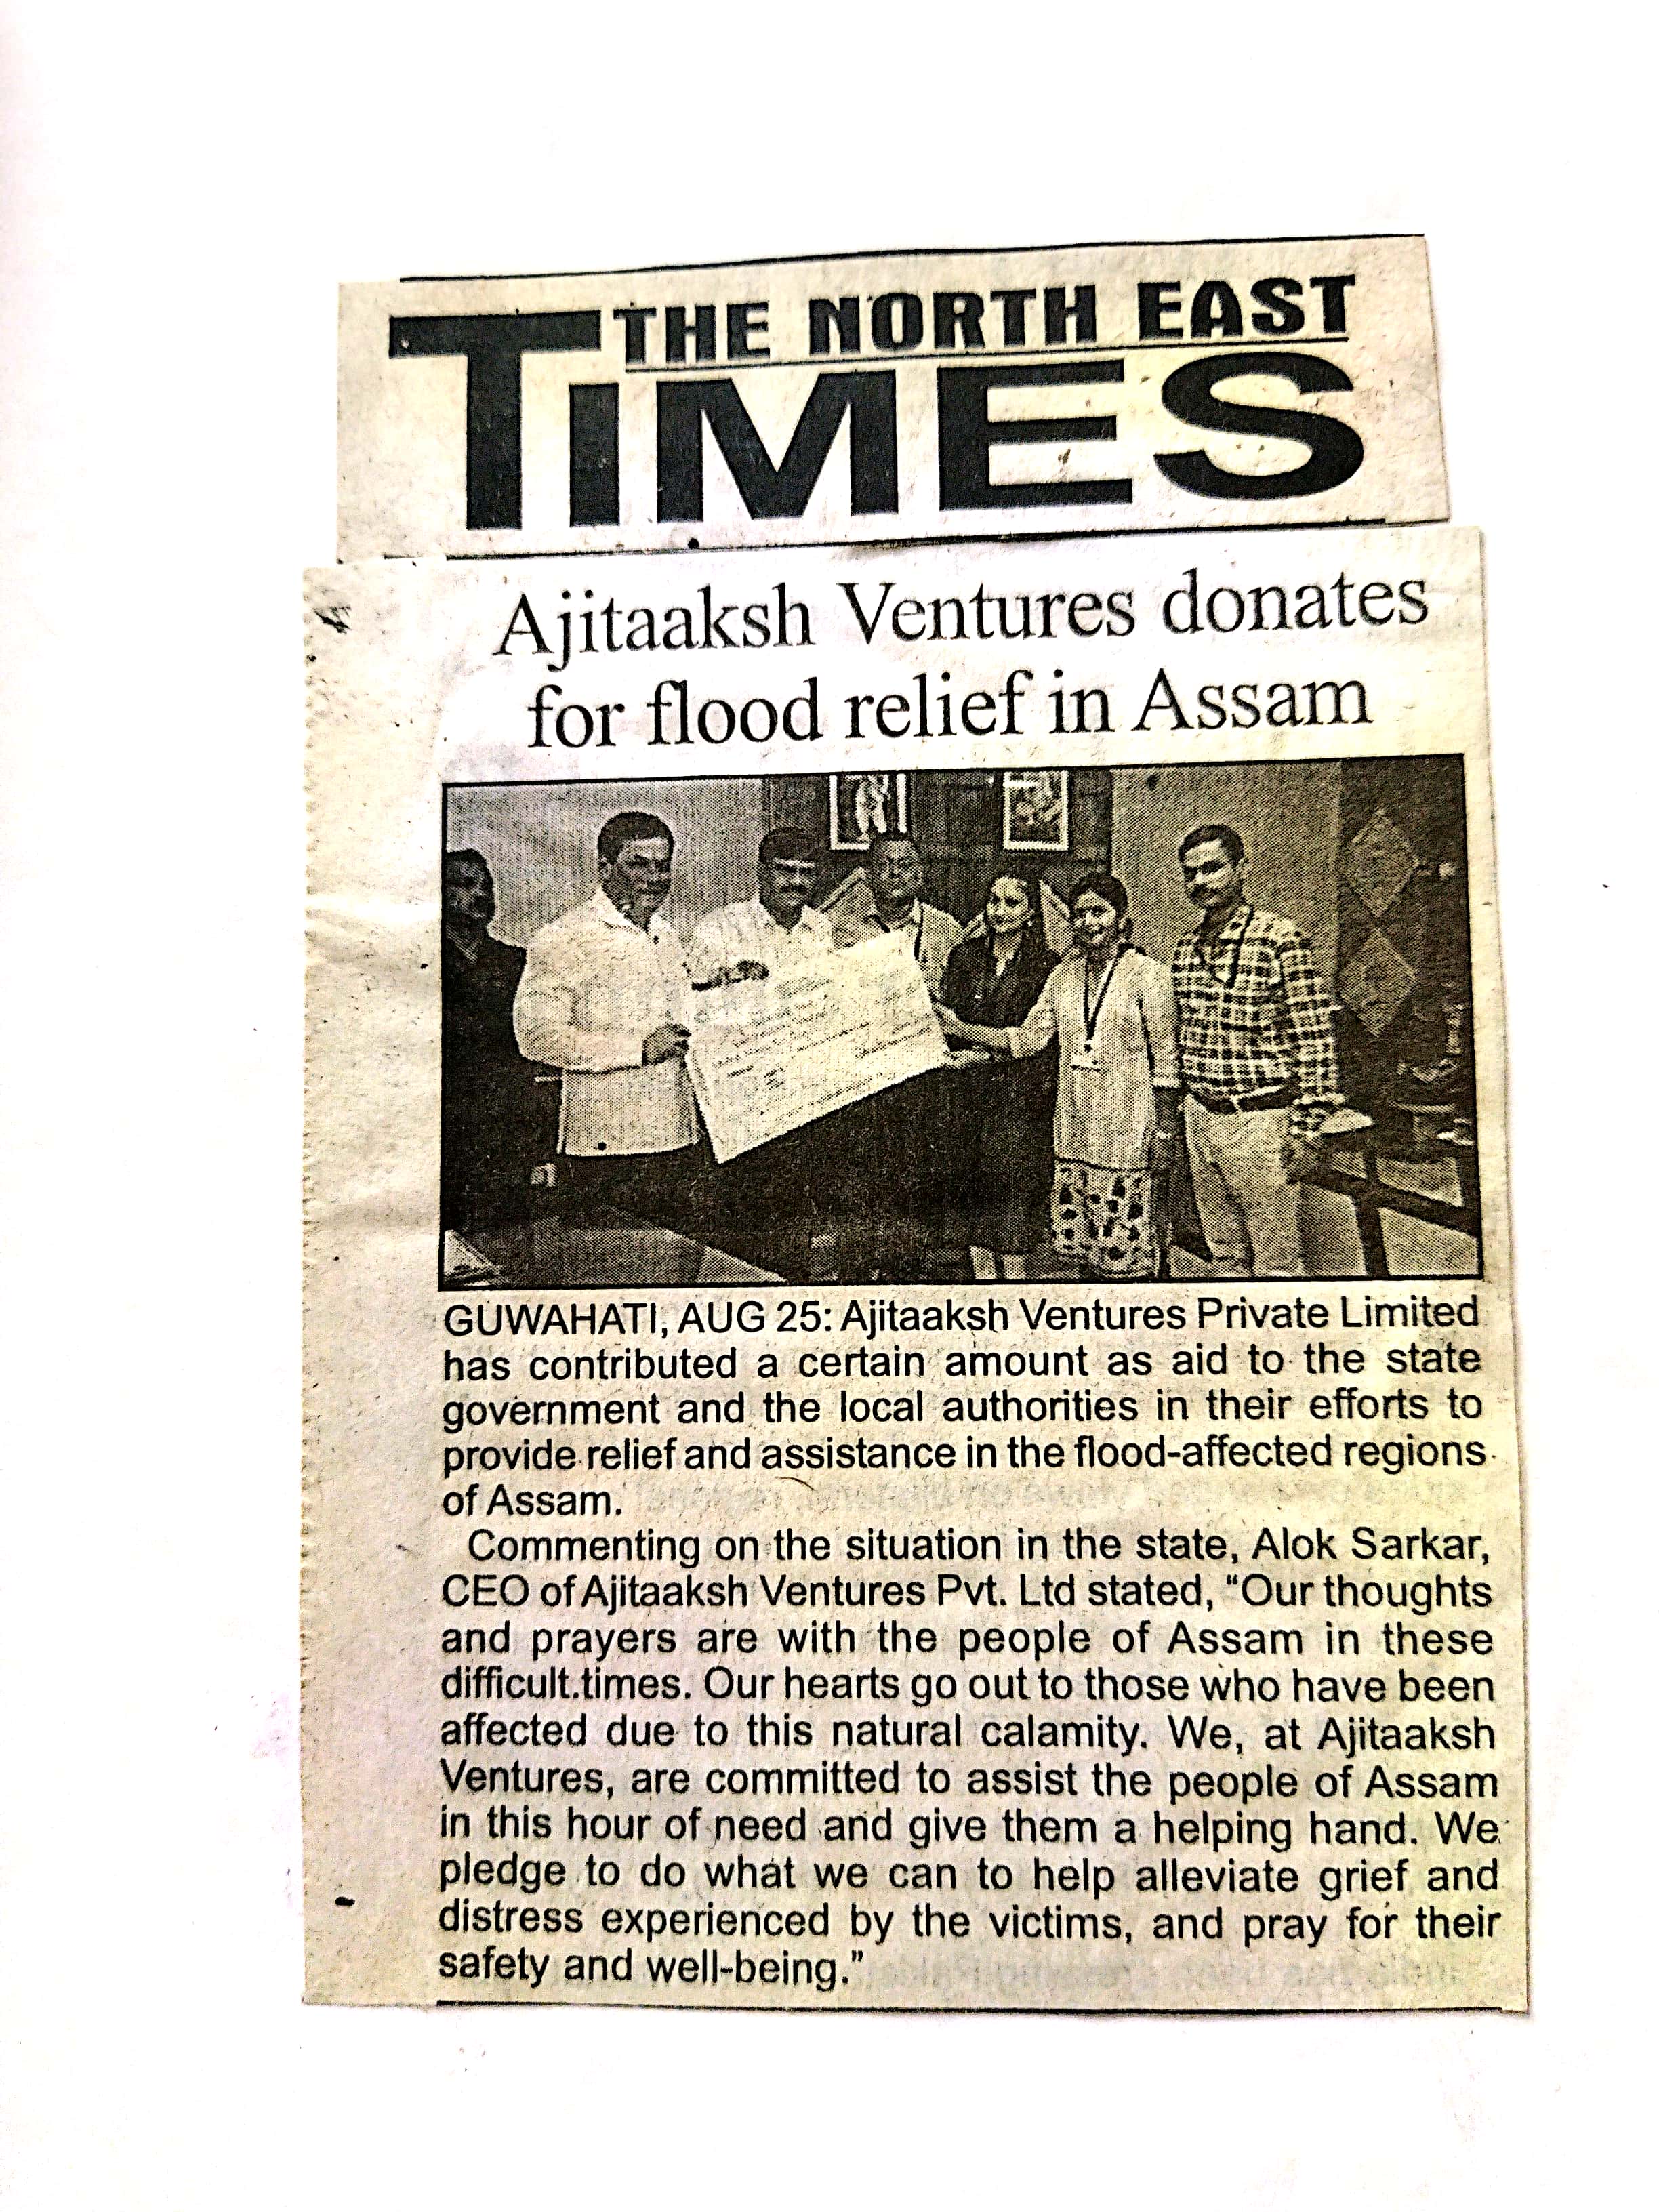 THE NORTH EAST
TIMES
Ajitaaksh Ventures donates
for flood relief in Assam
GUWAHATI, AUG 25: Ajitaaksh Ventures Private Limited
has contributed a certain amount as aid to the state
government and the local authorities in their efforts to
provide relief and assistance in the flood-affected regions
of Assam.
Commenting on the situation in the state, Alok Sarkar,
CEO of Ajitaaksh Ventures Pvt. Ltd stated, “Our thoughts
and prayers are with the people of Assam in these
difficult times. Our hearts go out to those who have been
affected due to this natural calamity. We, at Ajitaaksh
Ventures, are committed to assist the people of Assam
in this hour of need and give them a helping hand. We
pledge to do what we can to help alleviate grief and
distress experienced by the victims, and pray for their
safety and well-being.”